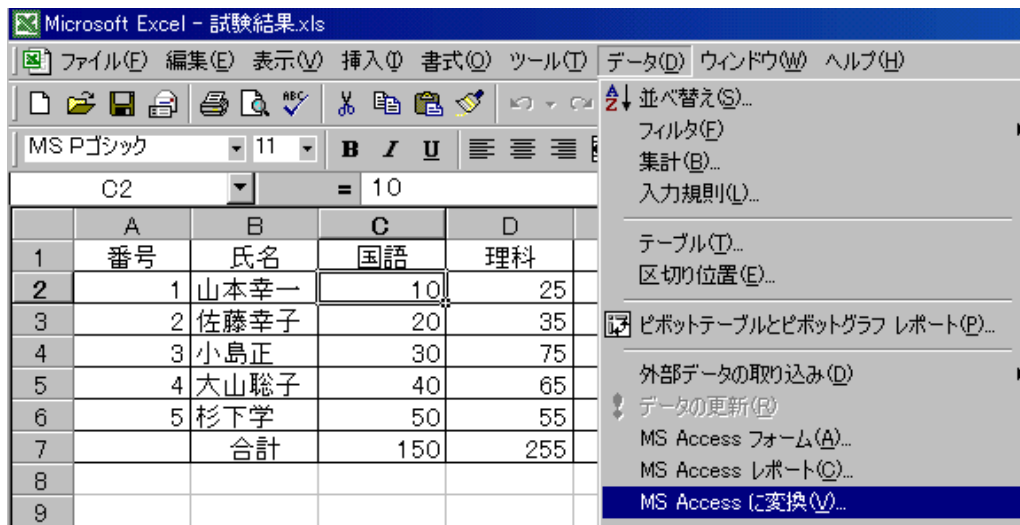 Microsoft Excel - 試験結果.xls
ファイル(F) 編集(E) 表示(V) 挿入(I) 書式(O) ツール(T) データ(D) ウィンドウ(W) ヘルプ(H)
ABC
MS Pゴシック 11 B I U
C2 = 10
A B C D
1 番号 氏名 国語 理科
2 1 山本幸一 10 25
3 2 佐藤幸子 20 35
4 3 小島正 30 75
5 4 大山聡子 40 65
6 5 杉下学 50 55
7 合計 150 255
8
9
並べ替え(S)...
フィルタ(F)
集計(B)...
入力規則(L)...
テーブル(T)...
区切り位置(E)...
ピボットテーブルとピボットグラフ レポート(P)...
外部データの取り込み(D)
データの更新(R)
MS Access フォーム(A)...
MS Access レポート(C)...
MS Access に変換(V)...